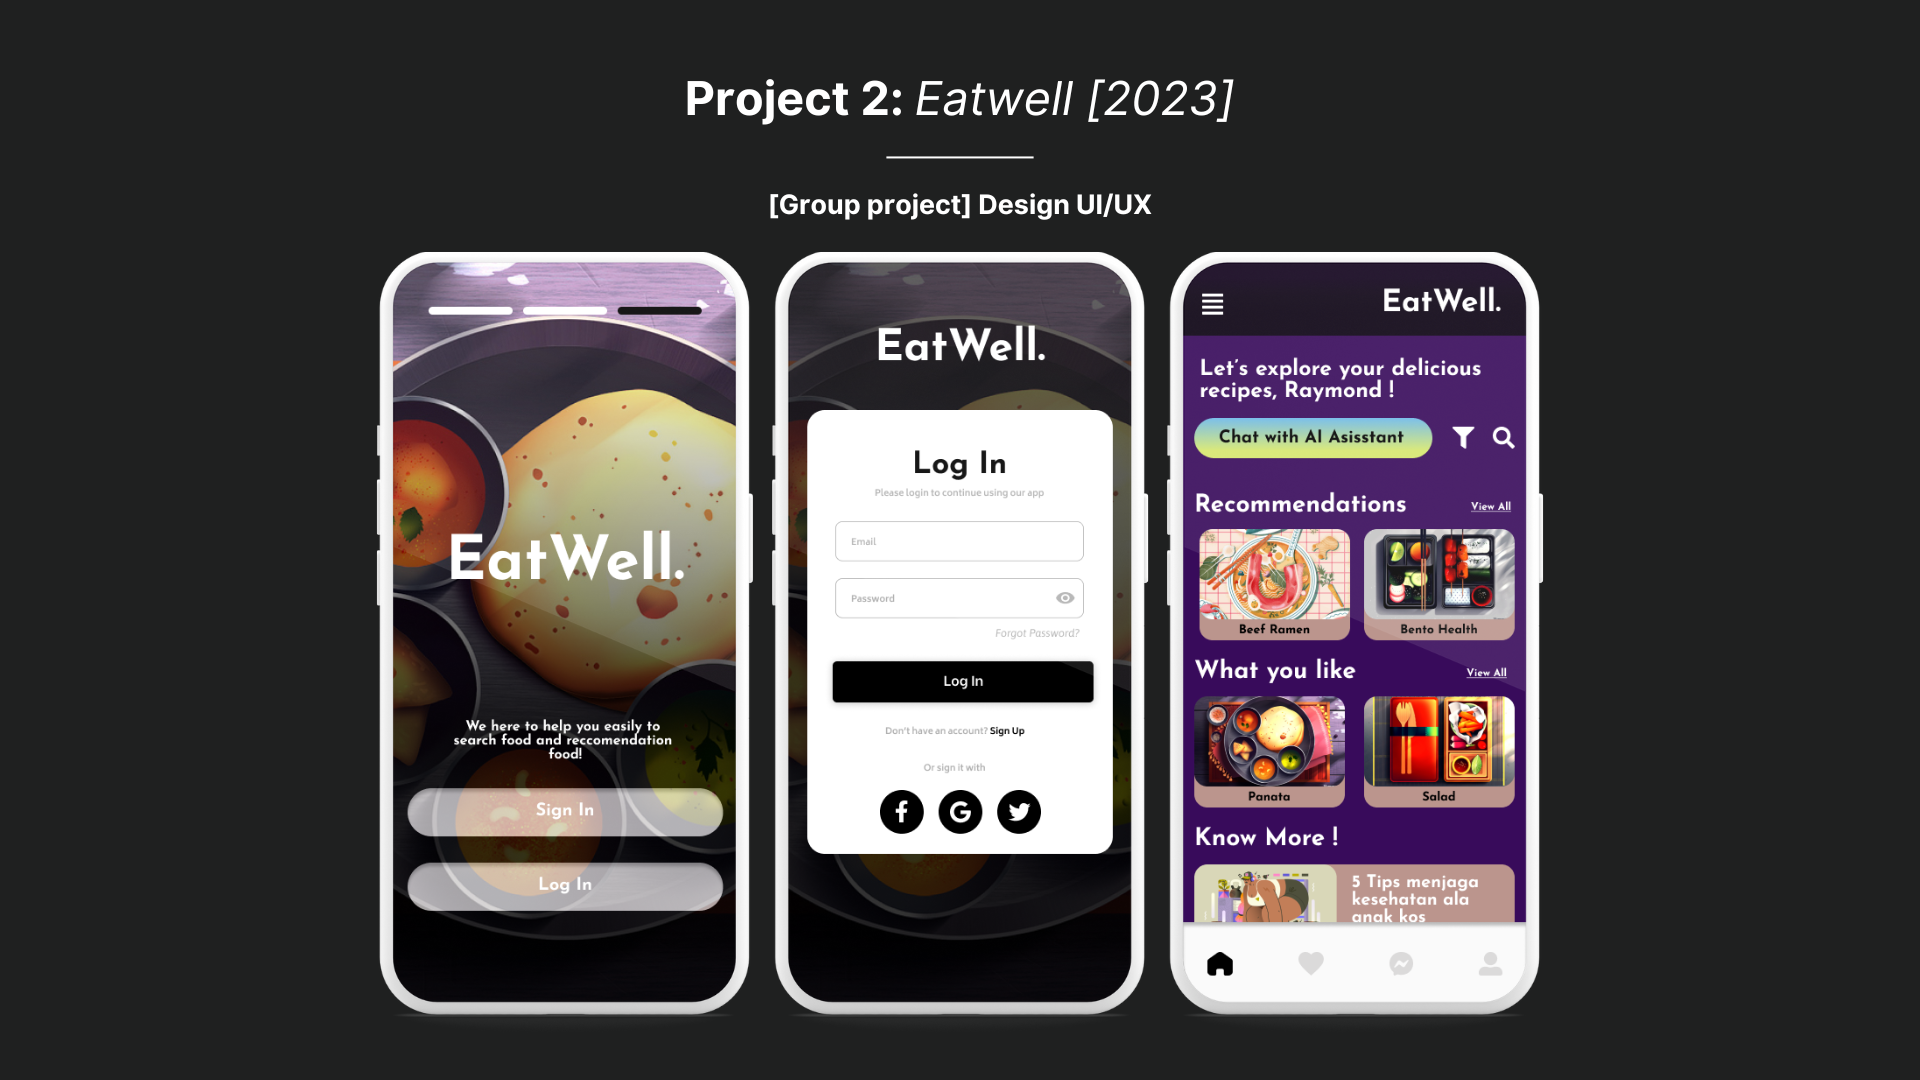 Project 2: Eatwell [2023]
[Group project] Design UI/UX
EatWell.
We here to help you easily to
search food and reccomendation
food!
Sign In
Log In
EatWell.
Log In
Please login to continue using our app
Email
Password
Forgot Password?
Log In
Don't have an account? Sign Up
Or sign it with
EatWell.
Let's explore your delicious
recipes, Raymond !
Chat with AI Asisstant
Recommendations
View All
Beef Ramen
Bento Health
What you like
View All
Panata
Salad
Know More !
5 Tips menjaga
kesehatan ala
anak kos